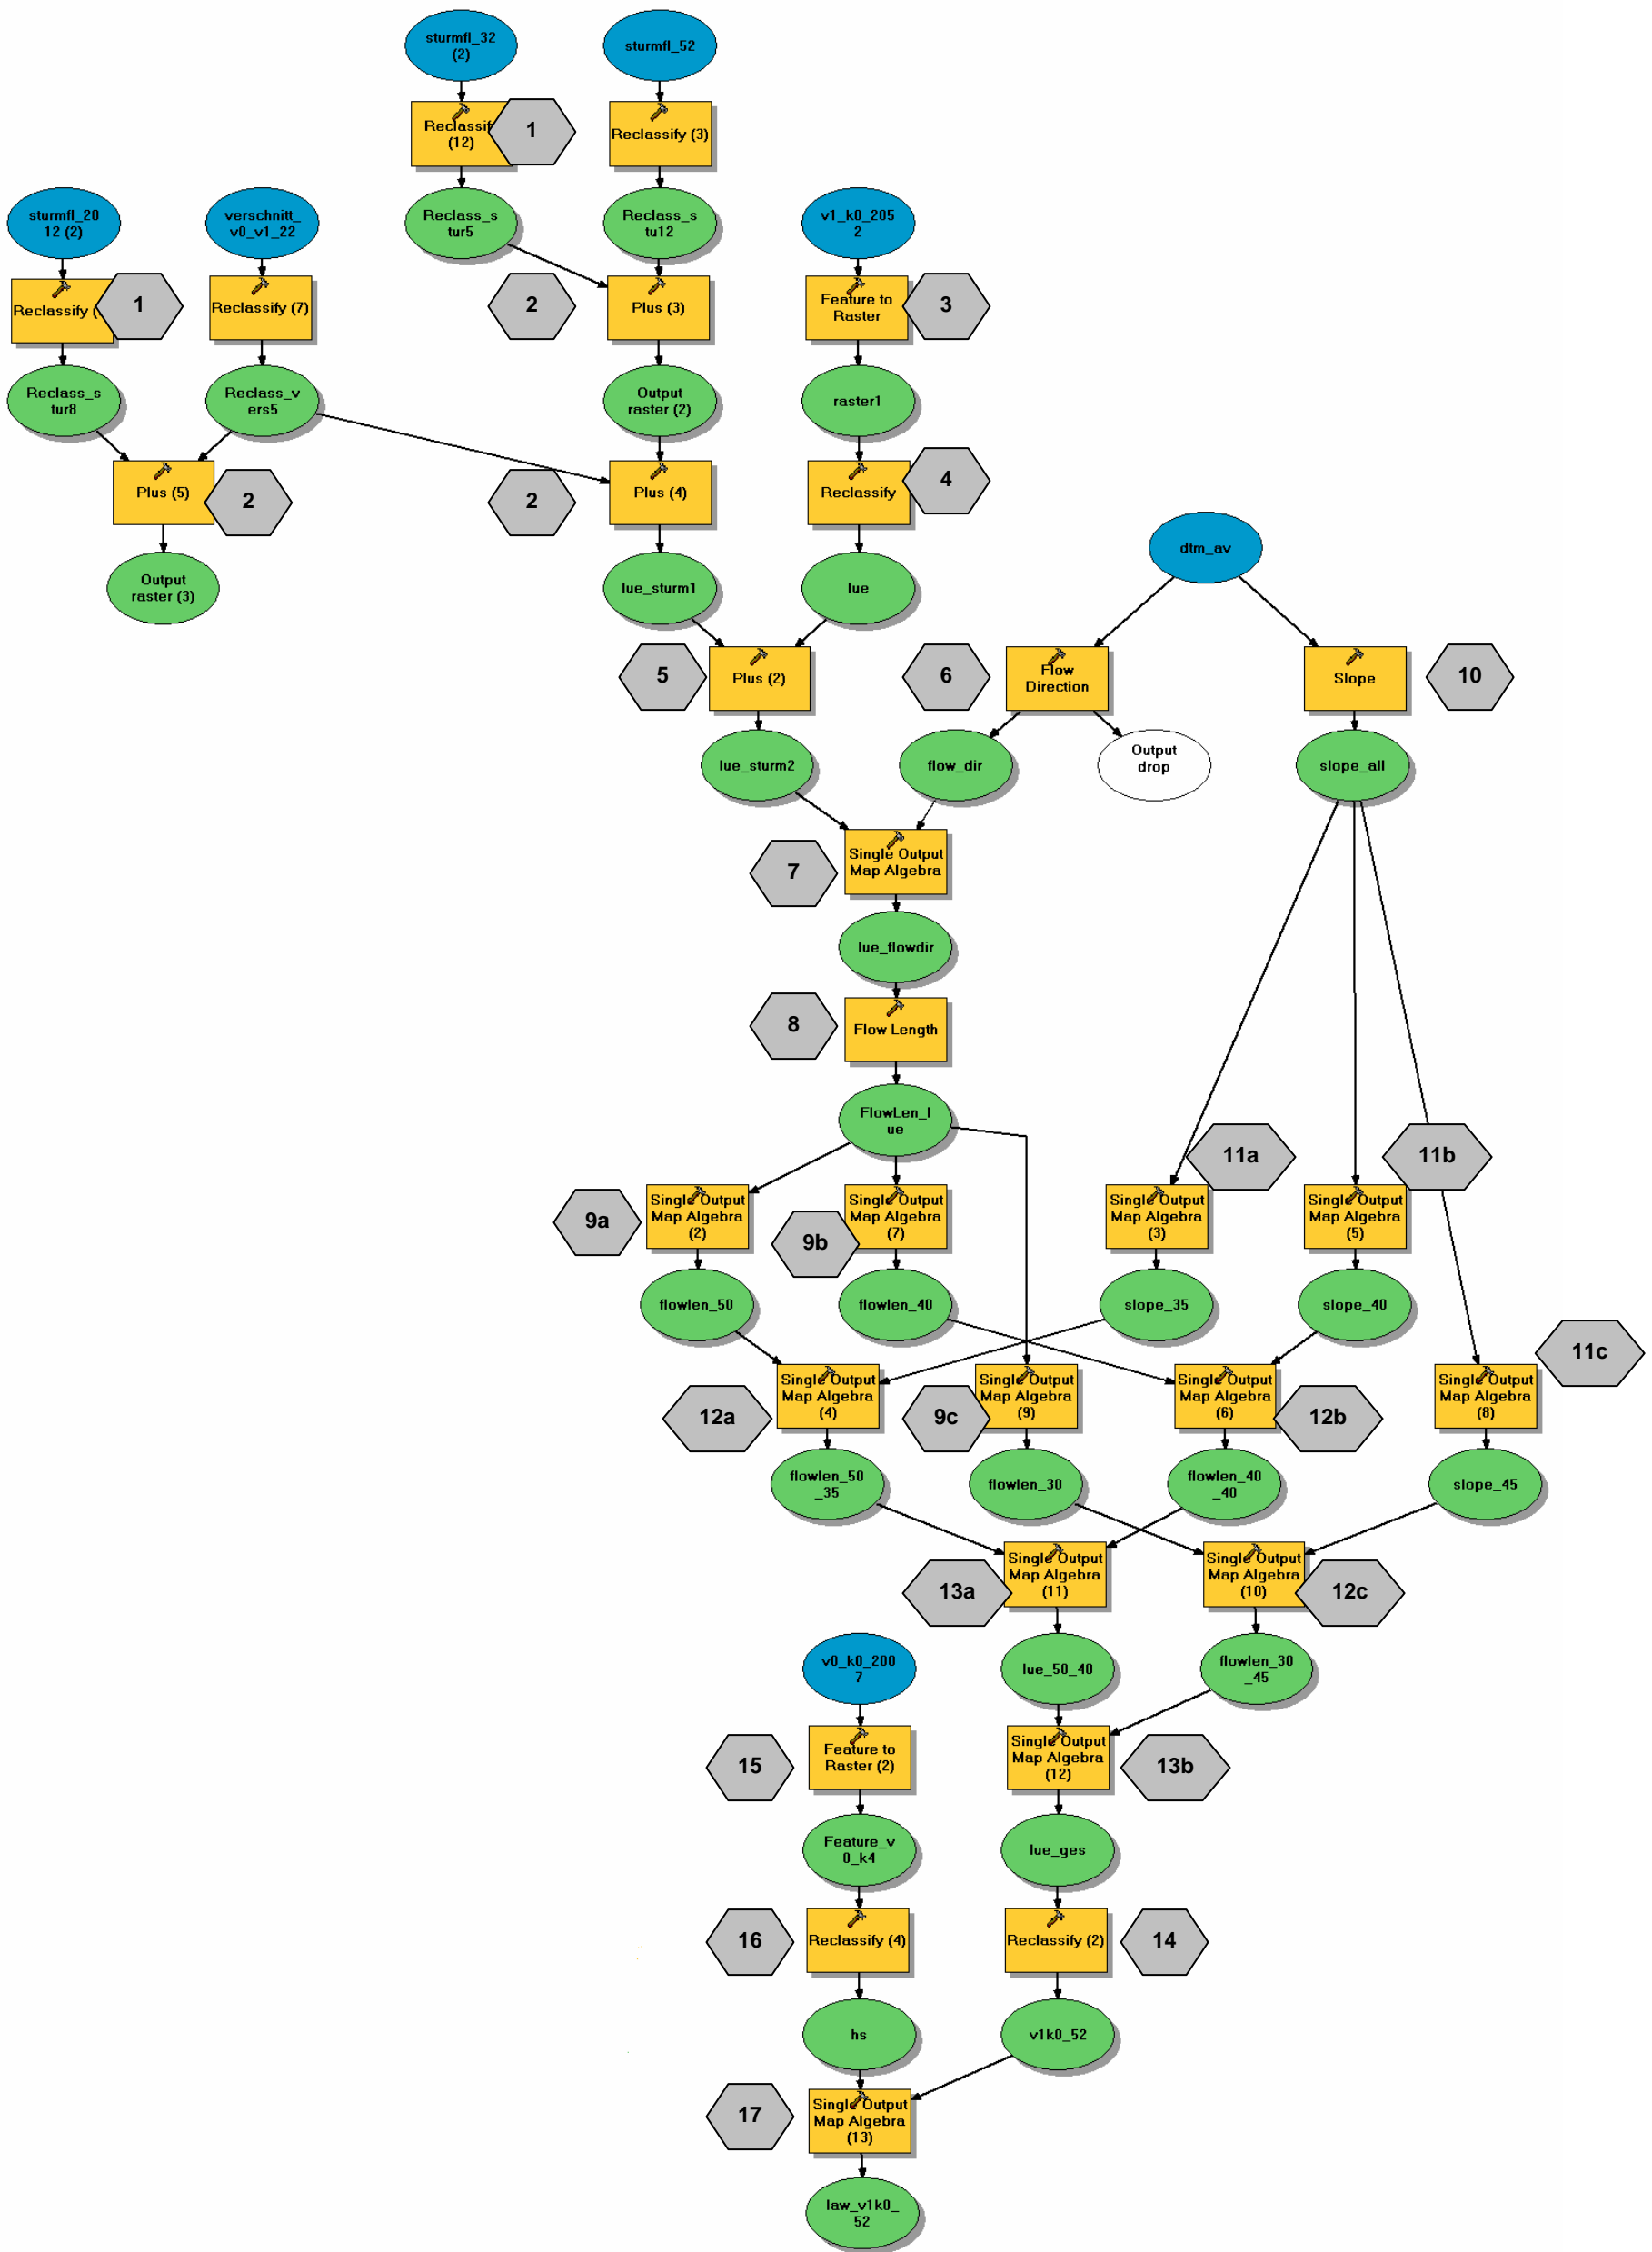 sturmfl_32
(2)
sturmfl_52
Reclassif
(12)
1
Reclassify (3)
sturmfl_20
12 (2)
verschnitt_
v0_v1_22
Reclass_s
tur5
Reclass_s
tu12
v1_k0_205
2
Reclassify (
1
Reclassify (7)
2
Plus (3)
Feature to
Raster
3
Reclass_s
tur8
Reclass_v
ers5
Output
raster (2)
raster1
Plus (5)
2
2
Plus (4)
Reclassify
4
Output
raster (3)
lue_sturm1
lue
dtm_av
5
Plus (2)
6
Flow
Direction
Slope
10
lue_sturm2
flow_dir
Output
drop
slope_all
7
Single Output
Map Algebra
lue_flowdir
8
Flow Length
FlowLen_l
ue
11a
11b
9a
Single Output
Map Algebra
(2)
9b
Single Output
Map Algebra
(7)
Single Output
Map Algebra
(3)
Single Output
Map Algebra
(5)
flowlen_50
flowlen_40
slope_35
slope_40
11c
12a
Single Output
Map Algebra
(4)
9c
Single Output
Map Algebra
(9)
Single Output
Map Algebra
(6)
12b
Single Output
Map Algebra
(8)
flowlen_50
_35
flowlen_30
flowlen_40
_40
slope_45
13a
Single Output
Map Algebra
(11)
Single Output
Map Algebra
(10)
12c
v0_k0_200
7
lue_50_40
flowlen_30
_45
15
Feature to
Raster (2)
Single Output
Map Algebra
(12)
13b
Feature_v
0_k4
lue_ges
16
Reclassify (4)
Reclassify (2)
14
hs
v1k0_52
17
Single Output
Map Algebra
(13)
law_v1k0_
52